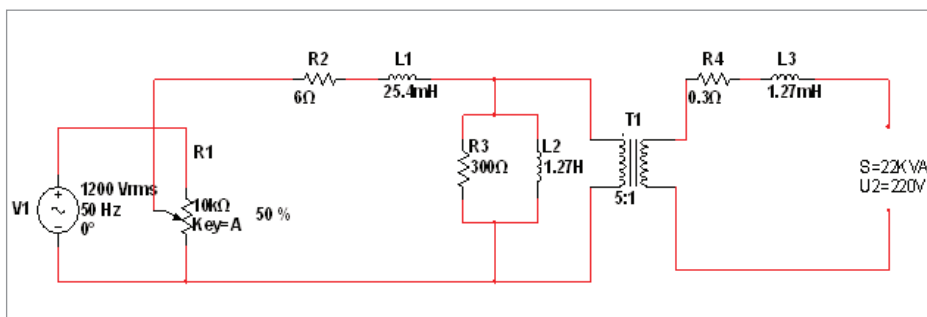 R2
6Ω
L1
25.4mH
R4
0.3Ω
L3
1.27mH
T1
5:1
R3
300Ω
L2
1.27H
R1
10kΩ
Key=A
50 %
V1
1200 Vrms
50 Hz
0°
S=22KVA
U2=220V